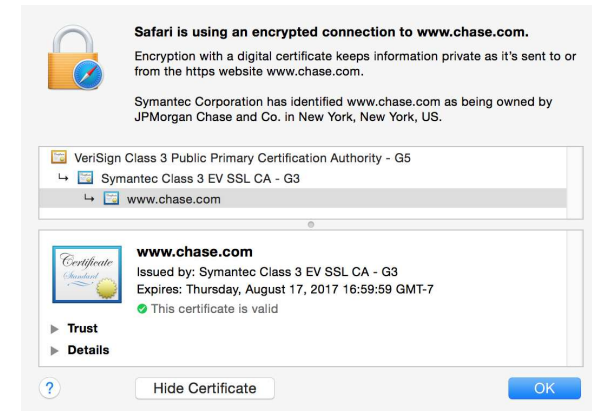 Safari is using an encrypted connection to www.chase.com.
Encryption with a digital certificate keeps information private as it's sent to or
from the https website www.chase.com.
Symantec Corporation has identified www.chase.com as being owned by
JPMorgan Chase and Co. in New York, New York, US.
VeriSign Class 3 Public Primary Certification Authority - G5
↳ Symantec Class 3 EV SSL CA - G3
↳ www.chase.com
Certificate
Standard
www.chase.com
Issued by: Symantec Class 3 EV SSL CA - G3
Expires: Thursday, August 17, 2017 16:59:59 GMT-7
This certificate is valid
Trust
Details
?
Hide Certificate
OK